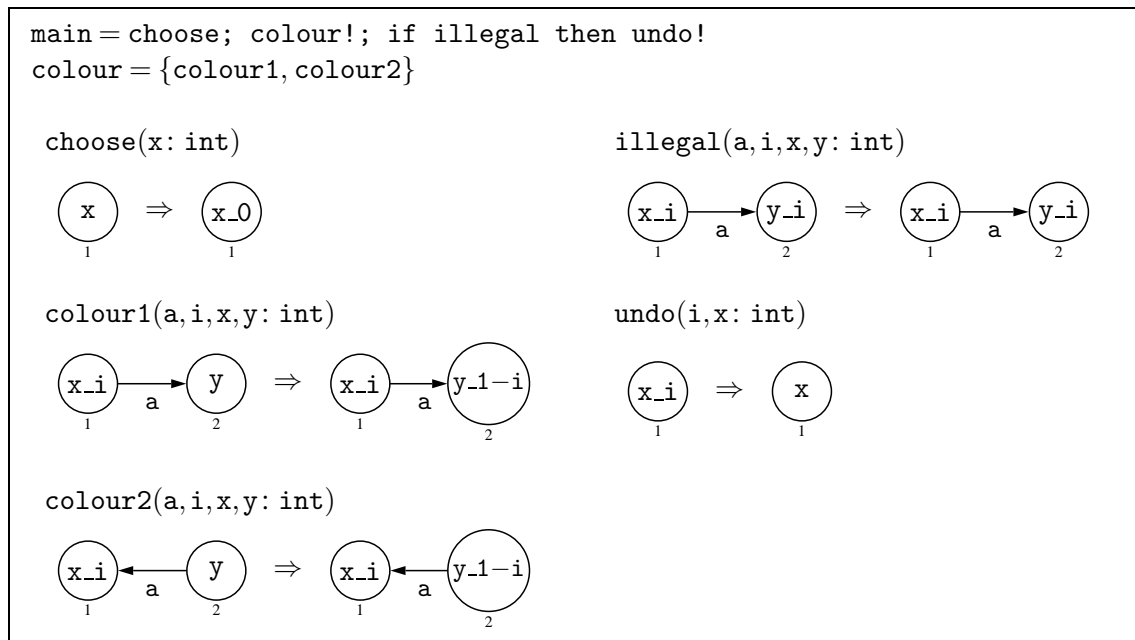 main = choose; colour!; if illegal then undo!
colour = {colour1, colour2}
choose(x: int)
x ⇒ x_0
1 1
illegal(a,i,x,y: int)
x_i a y_i ⇒ x_i a y_i
1 2 1 2
colour1(a,i,x,y: int)
x_i a y ⇒ x_i a y_1−i
1 2 1 2
undo(i,x: int)
x_i ⇒ x
1 1
colour2(a,i,x,y: int)
x_i a y ⇒ x_i a y_1−i
1 2 1 2